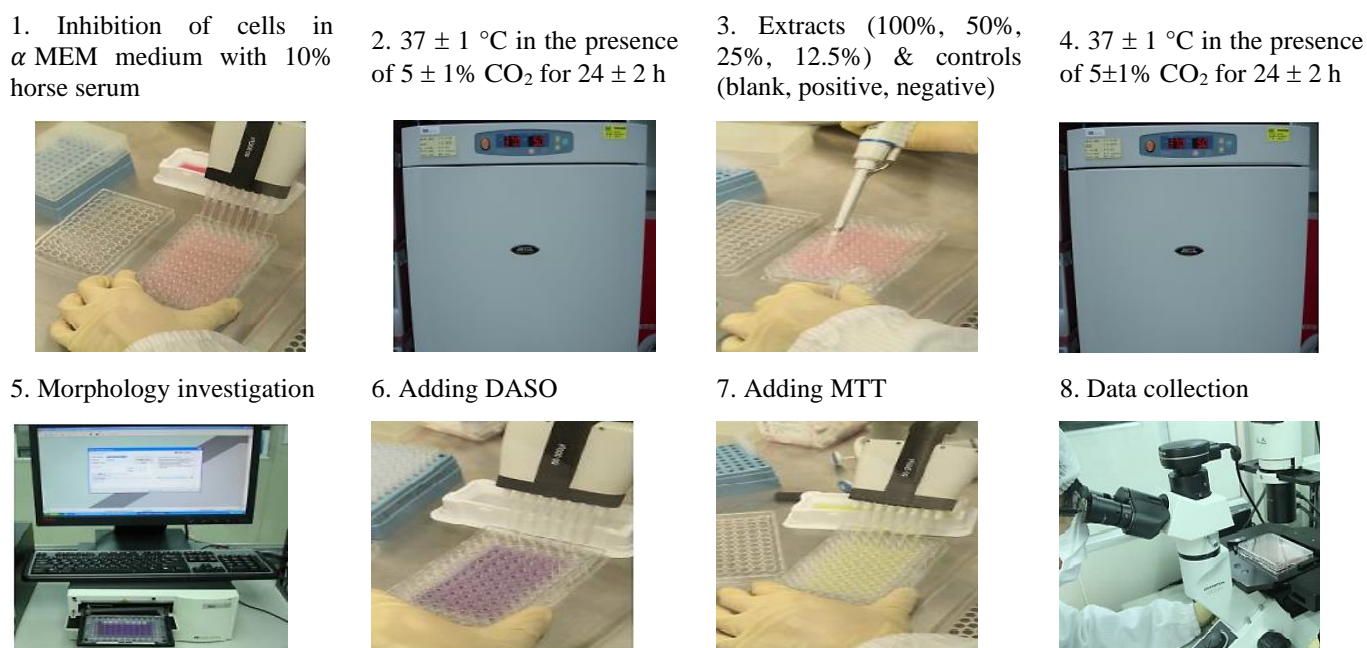 1. Inhibition of cells in
α MEM medium with 10%
horse serum
2. 37 ± 1 °C in the presence
of 5 ± 1% CO₂ for 24 ± 2 h
3. Extracts (100%, 50%,
25%, 12.5%) & controls
(blank, positive, negative)
4. 37 ± 1 °C in the presence
of 5±1% CO₂ for 24 ± 2 h
5. Morphology investigation
6. Adding DASO
7. Adding MTT
8. Data collection